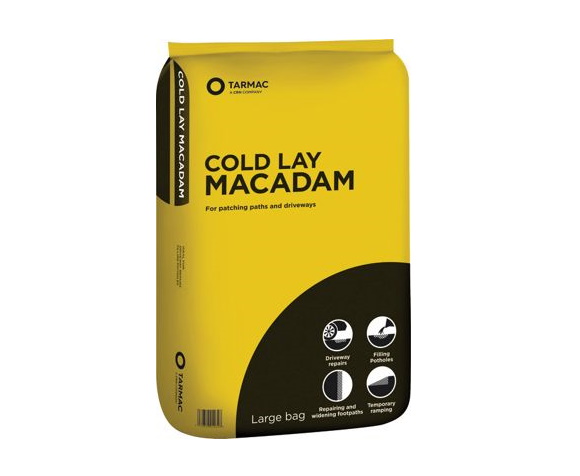 COLD LAY MACADAM
TARMAC
A CRH COMPANY
COLD LAY
MACADAM
For patching paths and driveways
Driveway
repairs
Filling
Potholes
Repairing and
widening footpaths
Temporary
ramping
Large bag
TARMAC